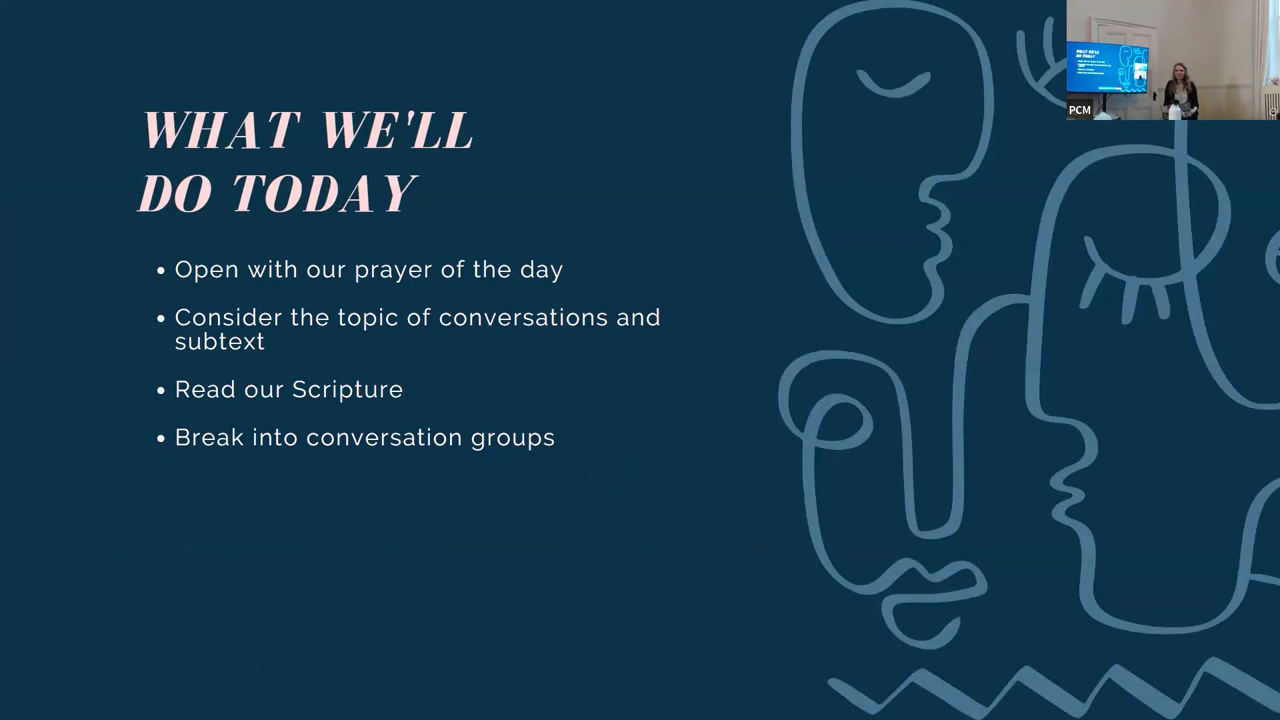 WHAT WE'LL
DO TODAY
• Open with our prayer of the day
• Consider the topic of conversations and
subtext
• Read our Scripture
• Break into conversation groups
PCM